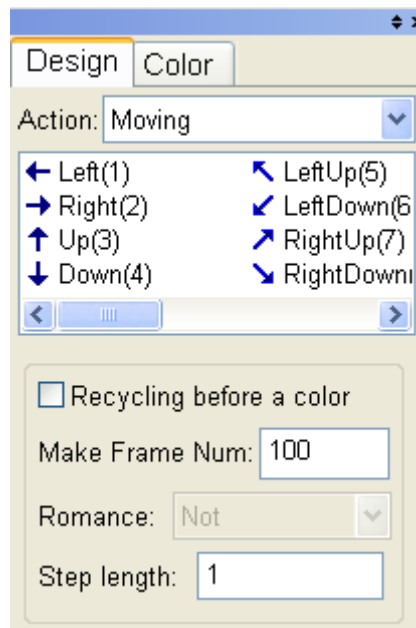 Design Color
Action: Moving
Left(1) LeftUp(5)
Right(2) LeftDown(6
Up(3) RightUp(7)
Down(4) RightDown
Recycling before a color
Make Frame Num: 100
Romance: Not
Step length: 1